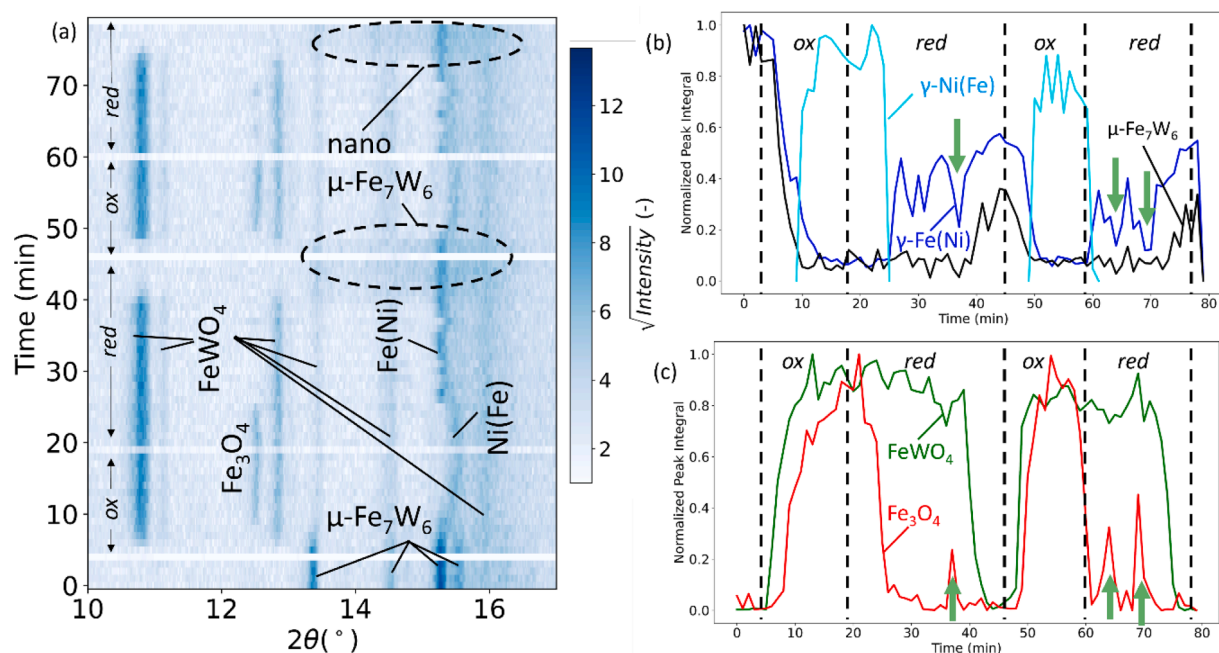 (a)
Time (min)
70
60
50
40
30
20
10
0
red
ox
red
ox
nano
μ-Fe₇W₆
FeWO₄
Fe(Ni)
Fe₃O₄
Ni(Fe)
μ-Fe₇W₆
10 12 14 16
2θ(°)
12
10
8
6
4
2
√Intensity (-)
(b)
ox red ox red
γ-Ni(Fe)
μ-Fe₇W₆
γ-Fe(Ni)
Normalized Peak Integral
1.0
0.8
0.6
0.4
0.2
0.0
0 10 20 30 40 50 60 70 80
Time (min)
(c)
ox red ox red
FeWO₄
Fe₃O₄
Normalized Peak Integral
1.0
0.8
0.6
0.4
0.2
0.0
0 10 20 30 40 50 60 70 80
Time (min)